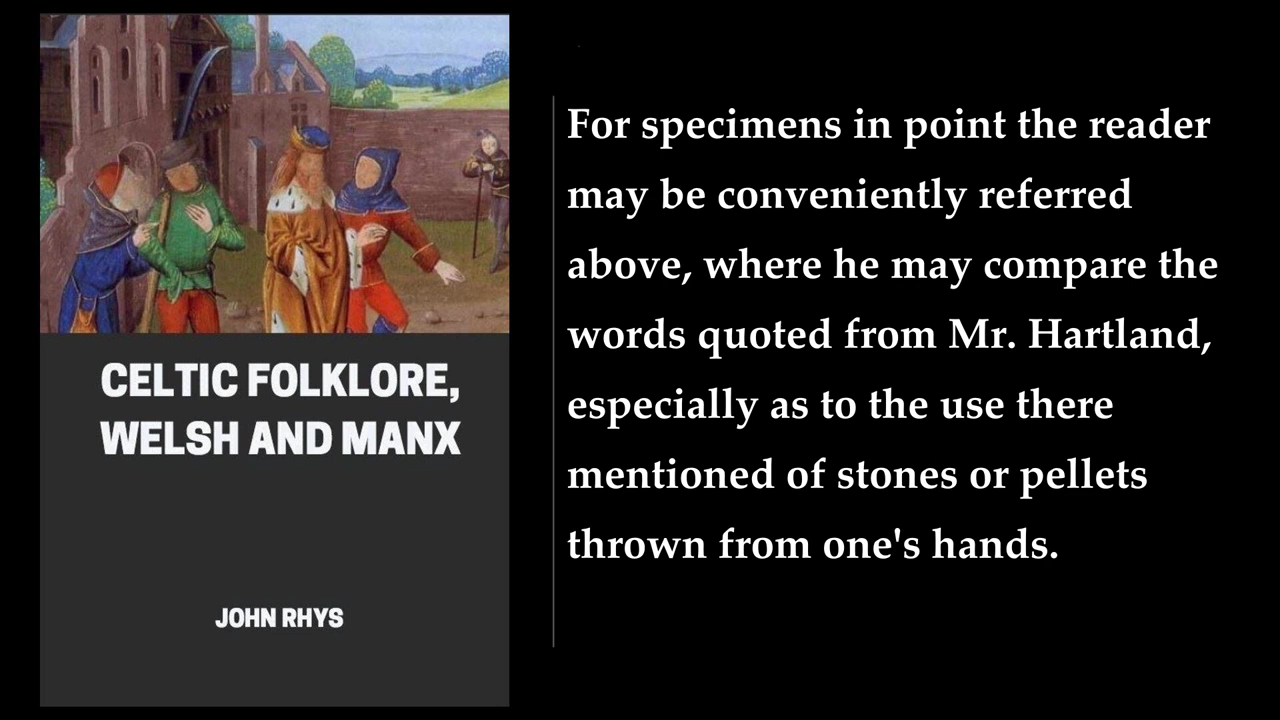 CELTIC FOLKLORE,
WELSH AND MANX
JOHN RHYS
For specimens in point the reader
may be conveniently referred
above, where he may compare the
words quoted from Mr. Hartland,
especially as to the use there
mentioned of stones or pellets
thrown from one's hands.